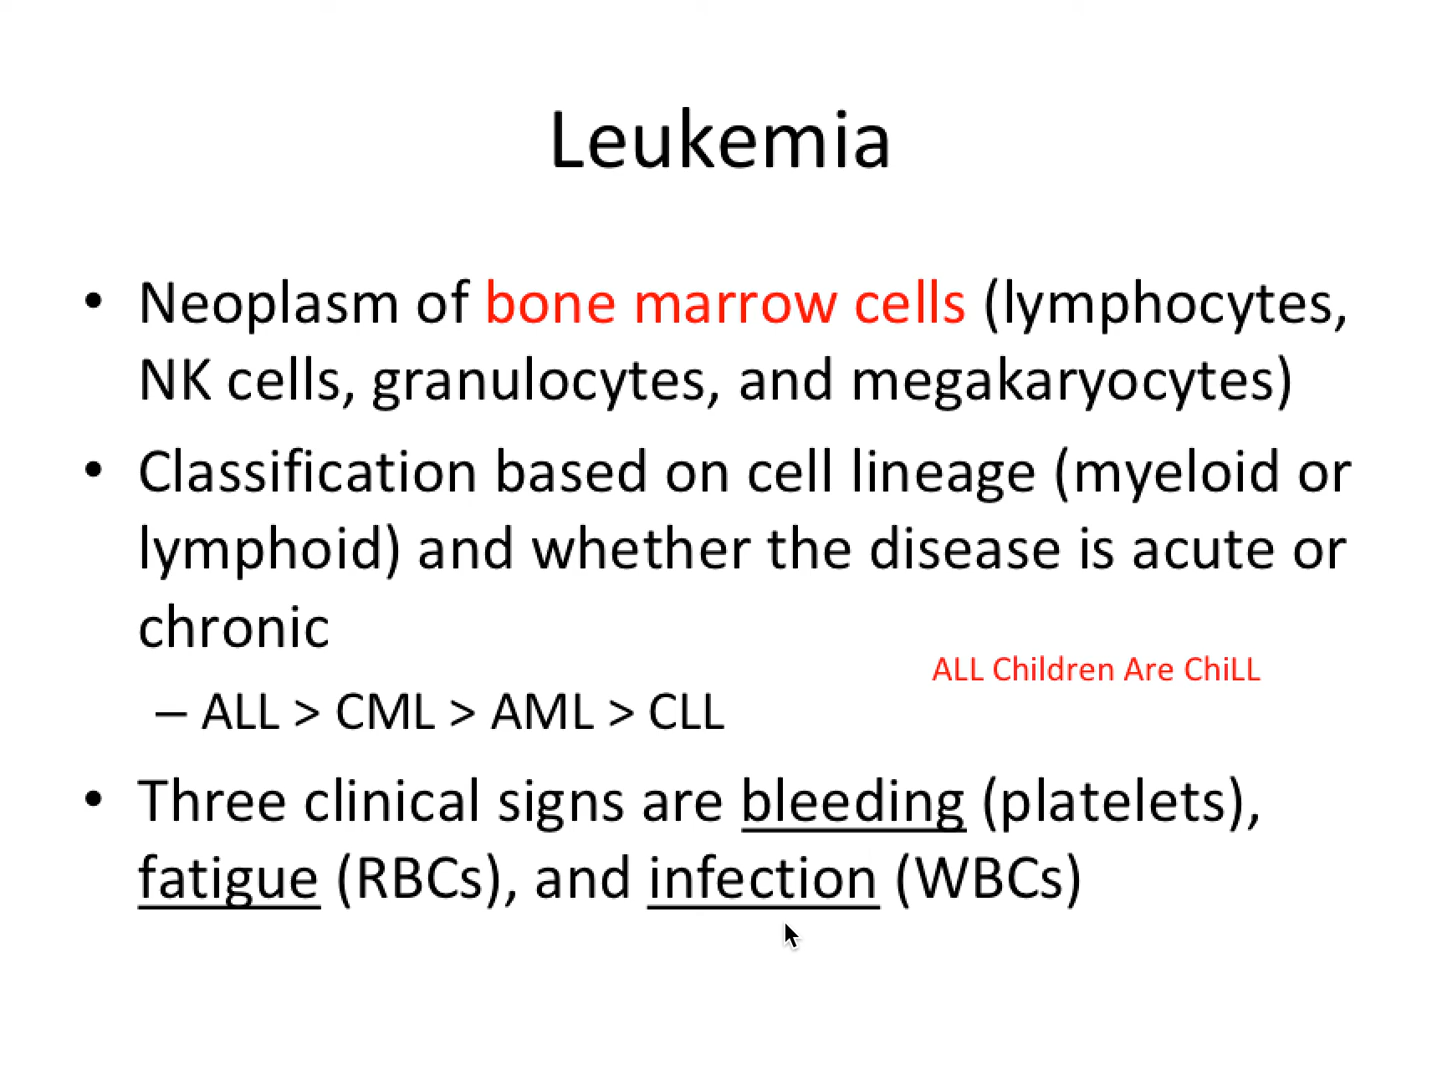 Leukemia
• Neoplasm of bone marrow cells (lymphocytes,
NK cells, granulocytes, and megakaryocytes)
• Classification based on cell lineage (myeloid or
lymphoid) and whether the disease is acute or
chronic
ALL Children Are ChiLL
– ALL > CML > AML > CLL
• Three clinical signs are bleeding (platelets),
fatigue (RBCs), and infection (WBCs)